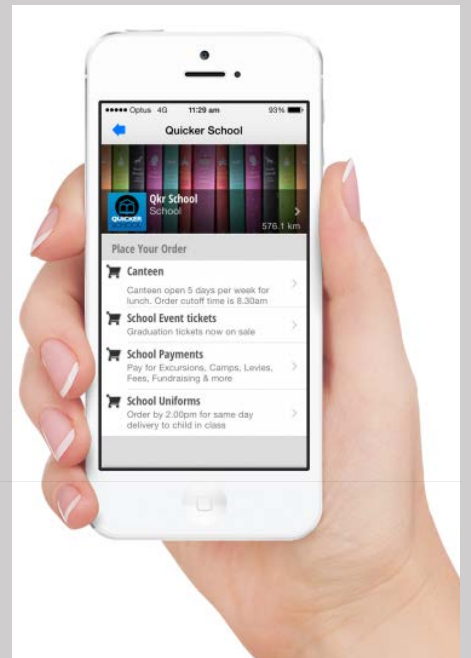 Optus 4G 11:29 am 93%
Quicker School
Qkr School
School
QUICKER
SCHOOL
576.1 km
Place Your Order
Canteen
Canteen open 5 days per week for
lunch. Order cutoff time is 8.30am
School Event tickets
Graduation tickets now on sale
School Payments
Pay for Excursions, Camps, Levies,
Fees, Fundraising & more
School Uniforms
Order by 2.00pm for same day
delivery to child in class